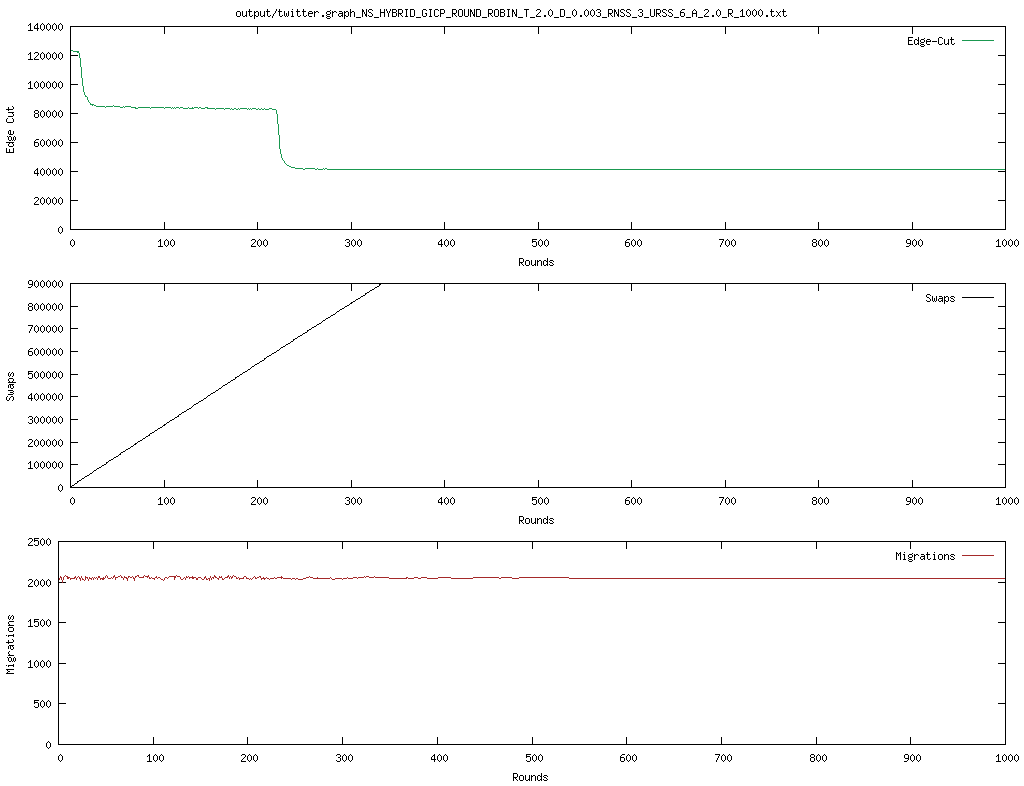 output/twitter.graph_NS_HYBRID_GICP_ROUND_ROBIN_T_2.0_D_0.003_RNSS_3_URSS_6_A_2.0_R_1000.txt
140000
120000
100000
80000
60000
40000
20000
0
Edge Cut
Edge-Cut
0 100 200 300 400 500 600 700 800 900 1000
Rounds
900000
800000
700000
600000
500000
400000
300000
200000
100000
0
Swaps
Swaps
0 100 200 300 400 500 600 700 800 900 1000
Rounds
2500
2000
1500
1000
500
0
Migrations
Migrations
0 100 200 300 400 500 600 700 800 900 1000
Rounds